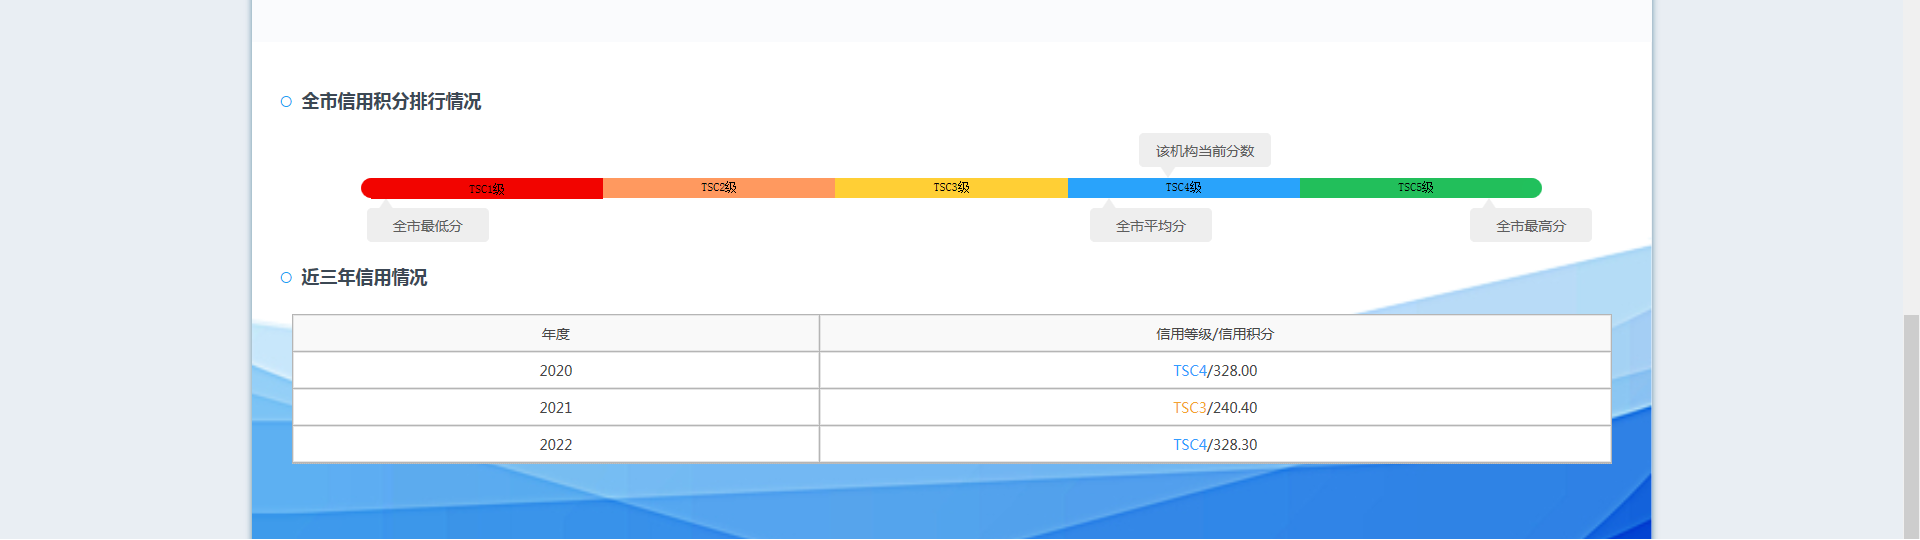 全市信用积分排行情况
该机构当前分数
TSC1级 TSC2级 TSC3级 TSC4级 TSC5级
全市最低分 全市平均分 全市最高分
近三年信用情况
年度 信用等级/信用积分
2020 TSC4/328.00
2021 TSC3/240.40
2022 TSC4/328.30